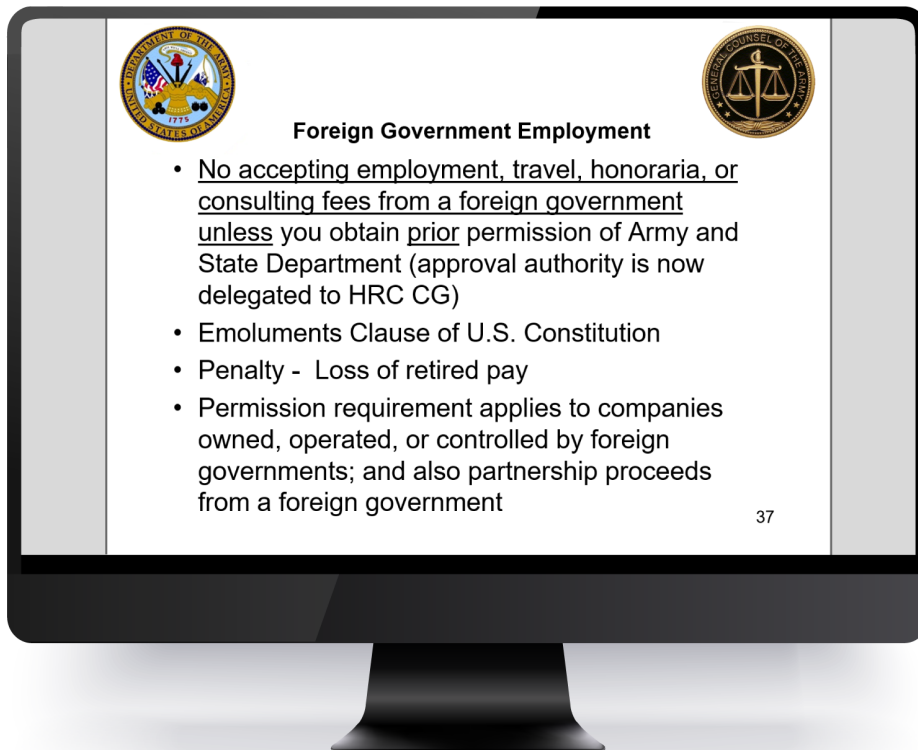 DEPARTMENT OF THE ARMY
UNITED STATES OF AMERICA
1775
GENERAL COUNSEL OF THE ARMY
Foreign Government Employment
• No accepting employment, travel, honoraria, or
consulting fees from a foreign government
unless you obtain prior permission of Army and
State Department (approval authority is now
delegated to HRC CG)
• Emoluments Clause of U.S. Constitution
• Penalty - Loss of retired pay
• Permission requirement applies to companies
owned, operated, or controlled by foreign
governments; and also partnership proceeds
from a foreign government
37